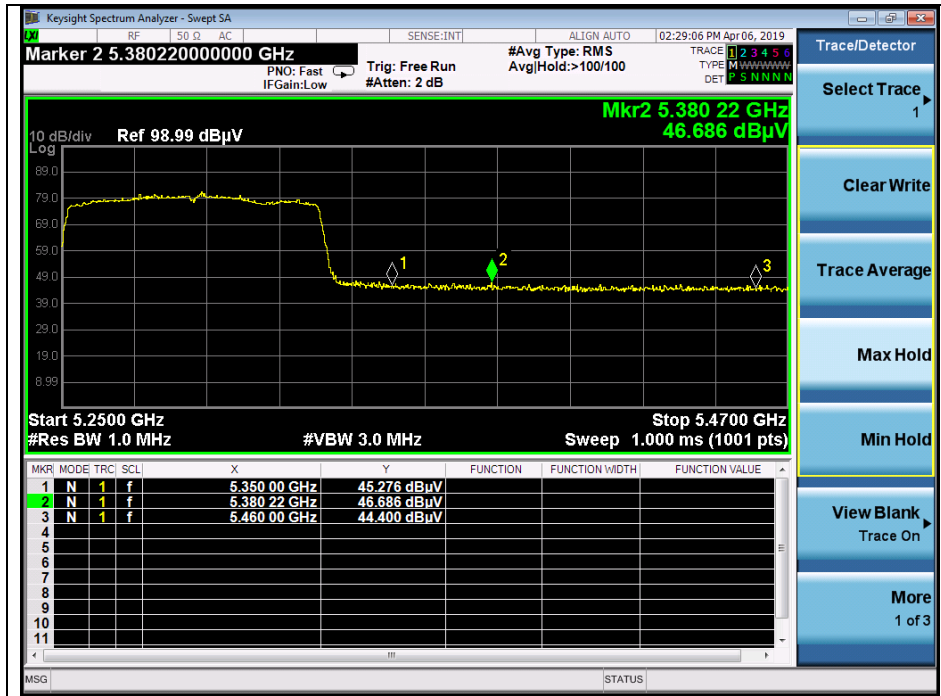 Keysight Spectrum Analyzer - Swept SA
LXI RF 50 Ω AC SENSE:INT ALIGN AUTO 02:29:06 PM Apr 06, 2019
Marker 2 5.380220000000 GHz
PNO: Fast
IFGain:Low
Trig: Free Run
#Atten: 2 dB
#Avg Type: RMS
Avg|Hold:>100/100
TRACE 1 2 3 4 5 6
TYPE M WWWWW
DET P S N N N N
Mkr2 5.380 22 GHz
46.686 dBµV
10 dB/div Ref 98.99 dBµV
Log
89.0
79.0
69.0
59.0
49.0
39.0
29.0
19.0
8.99
1
2
3
Start 5.2500 GHz
Stop 5.4700 GHz
#Res BW 1.0 MHz
#VBW 3.0 MHz
Sweep 1.000 ms (1001 pts)
MKR MODE TRC SCL X Y FUNCTION FUNCTION WIDTH FUNCTION VALUE
1 N 1 f 5.350 00 GHz 45.276 dBµV
2 N 1 f 5.380 22 GHz 46.686 dBµV
3 N 1 f 5.460 00 GHz 44.400 dBµV
4
5
6
7
8
9
10
11
MSG
STATUS
Trace/Detector
Select Trace
1
Clear Write
Trace Average
Max Hold
Min Hold
View Blank
Trace On
More
1 of 3